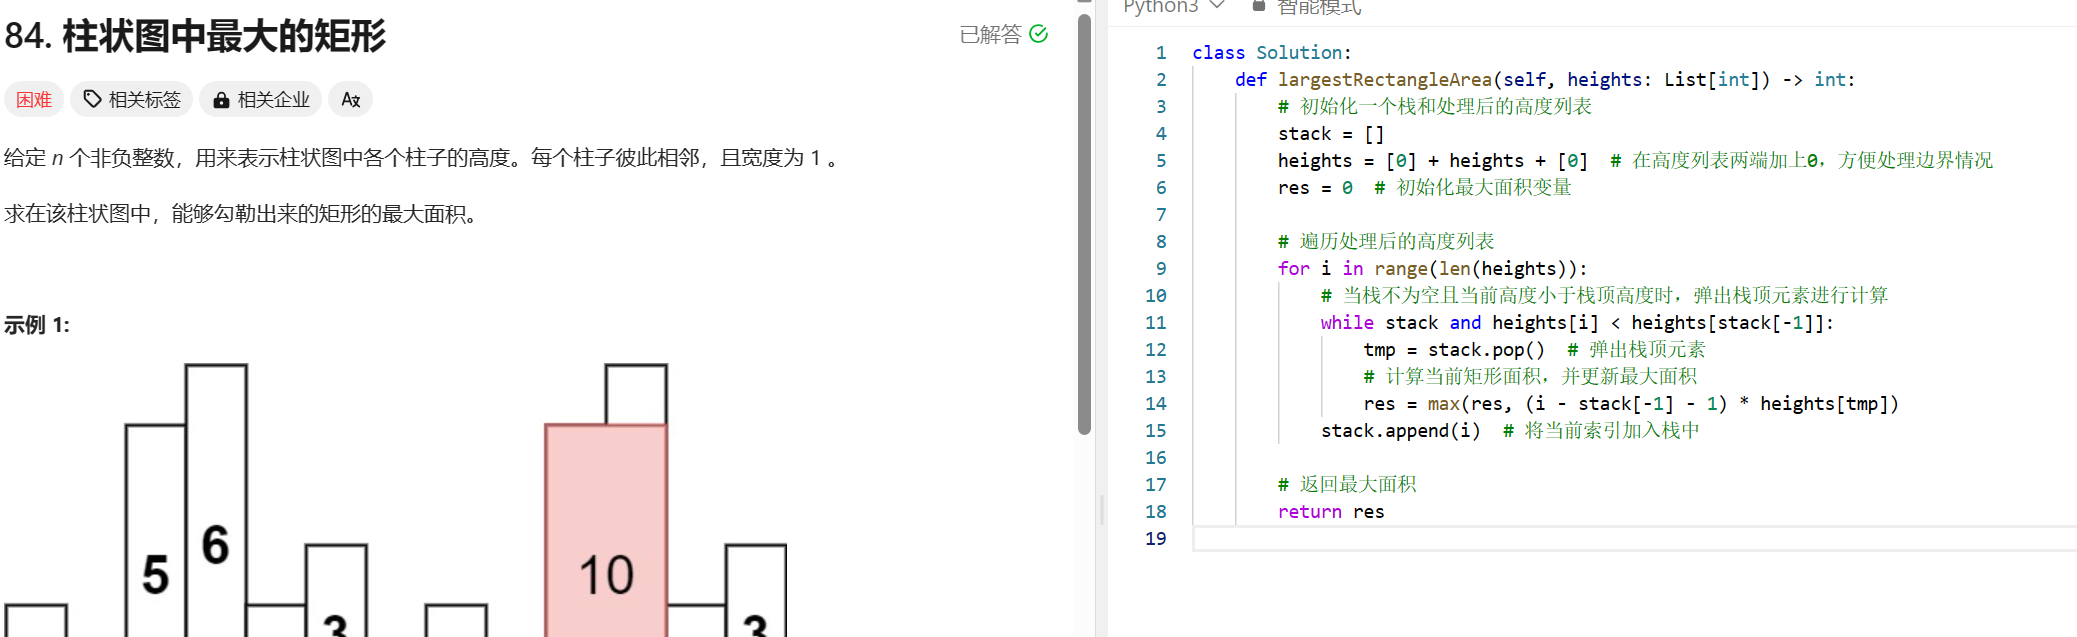 84. 柱状图中最大的矩形
已解答
困难 相关标签 相关企业
给定 n 个非负整数，用来表示柱状图中各个柱子的高度。每个柱子彼此相邻，且宽度为 1 。
求在该柱状图中，能够勾勒出来的矩形的最大面积。
示例 1:
5 6 3 10 3
Python3 智能模式
1 class Solution:
2     def largestRectangleArea(self, heights: List[int]) -> int:
3         # 初始化一个栈和处理后的高度列表
4         stack = []
5         heights = [0] + heights + [0]  # 在高度列表两端加上0，方便处理边界情况
6         res = 0  # 初始化最大面积变量
7
8         # 遍历处理后的高度列表
9         for i in range(len(heights)):
10             # 当栈不为空且当前高度小于栈顶高度时，弹出栈顶元素进行计算
11             while stack and heights[i] < heights[stack[-1]]:
12                 tmp = stack.pop()  # 弹出栈顶元素
13                 # 计算当前矩形面积，并更新最大面积
14                 res = max(res, (i - stack[-1] - 1) * heights[tmp])
15             stack.append(i)  # 将当前索引加入栈中
16
17         # 返回最大面积
18         return res
19